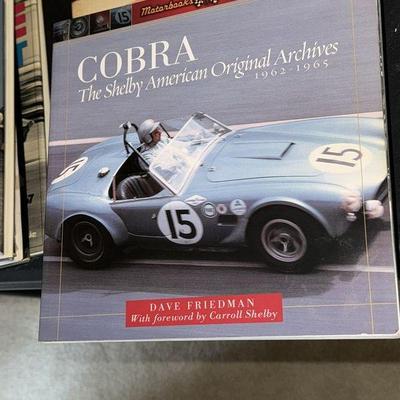 Motorbooks
COBRA
The Shelby American Original Archives
1962-1965
15
15
DAVE FRIEDMAN
With foreword by Carroll Shelby